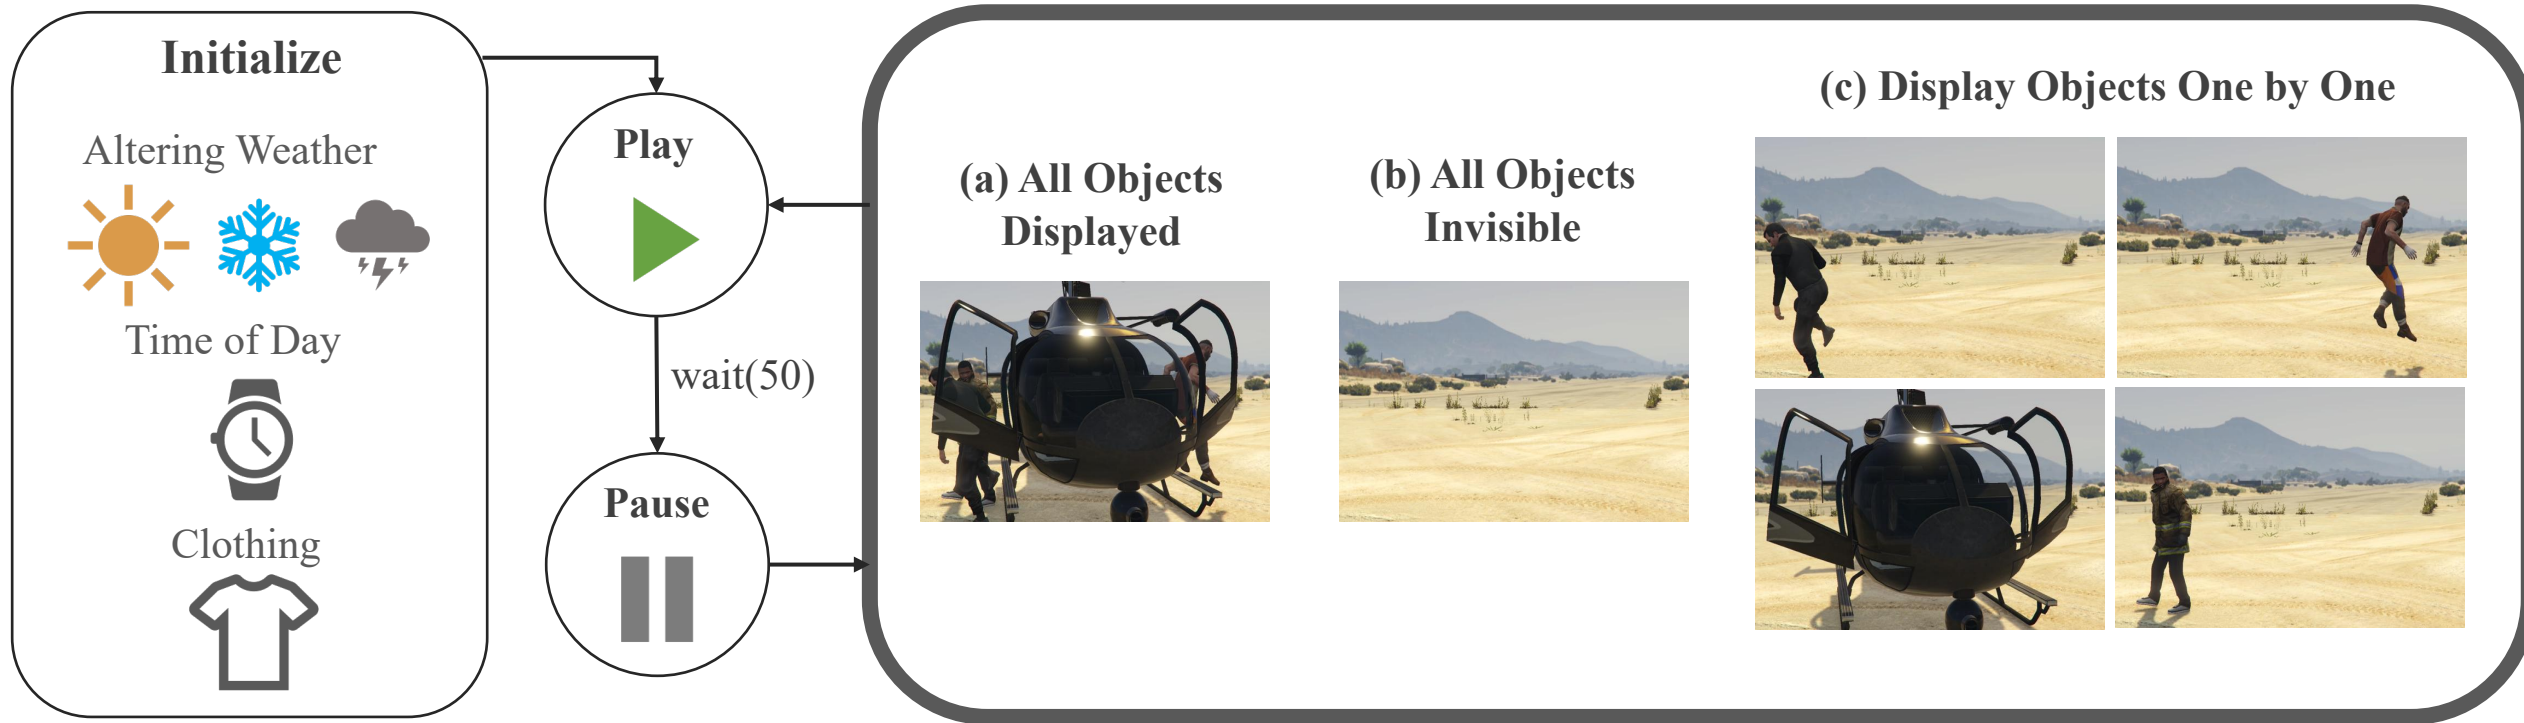 Initialize
Altering Weather
Time of Day
Clothing
Play
wait(50)
Pause
(a) All Objects
Displayed
(b) All Objects
Invisible
(c) Display Objects One by One